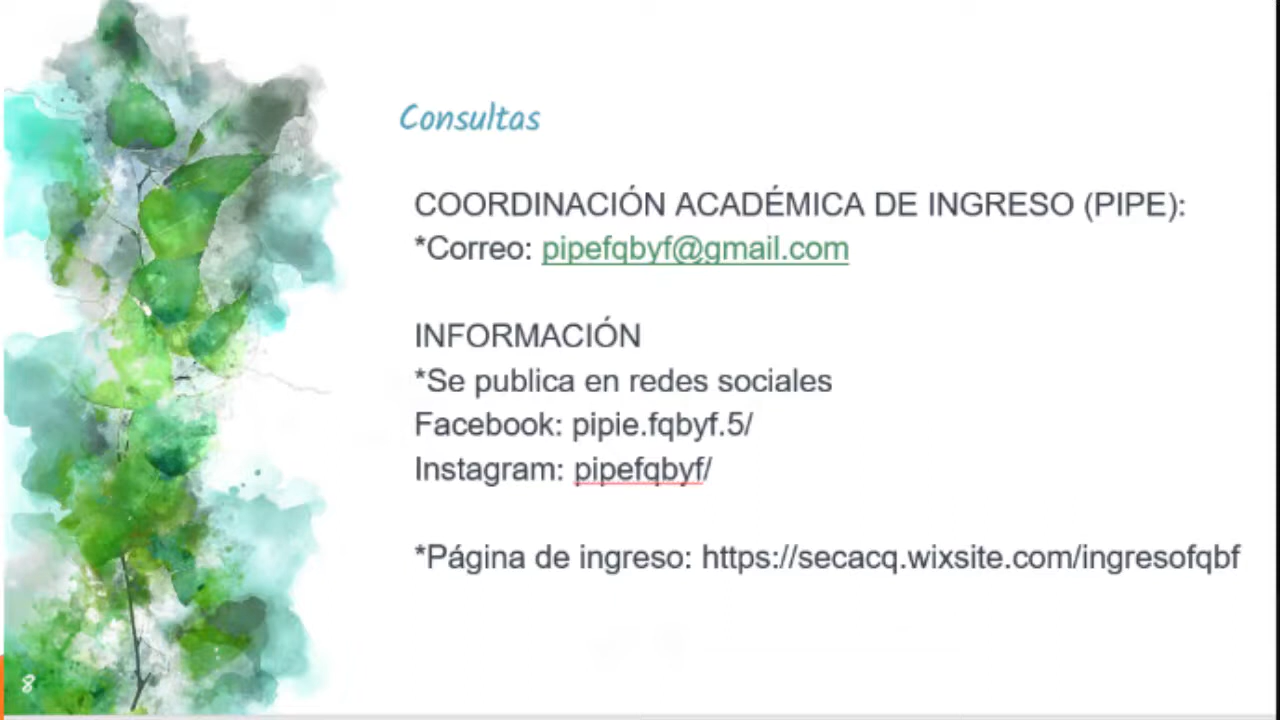 Consultas
COORDINACIÓN ACADÉMICA DE INGRESO (PIPE):
*Correo: pipefqbyf@gmail.com
INFORMACIÓN
*Se publica en redes sociales
Facebook: pipie.fqbyf.5/
Instagram: pipefqbyf/
*Página de ingreso: https://secacq.wixsite.com/ingresofqbf
8